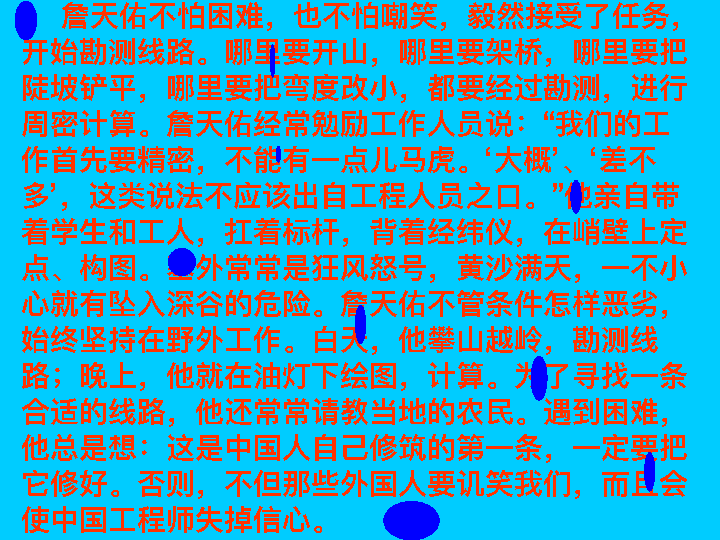 詹天佑不怕困难，也不怕嘲笑，毅然接受了任务，
开始勘测线路。哪里要开山，哪里要架桥，哪里要把
陡坡铲平，哪里要把弯度改小，都要经过勘测，进行
周密计算。詹天佑经常勉励工作人员说：“我们的工
作首先要精密，不能有一点儿马虎。‘大概’、‘差不
多’，这类说法不应该出自工程人员之口。”他亲自带
着学生和工人，扛着标杆，背着经纬仪，在峭壁上定
点、构图。外常常是狂风怒号，黄沙满天，一不小
心就有坠入深谷的危险。詹天佑不管条件怎样恶劣，
始终坚持在野外工作。白天，他攀山越岭，勘测线
路；晚上，他就在油灯下绘图，计算。为了寻找一条
合适的线路，他还常常请教当地的农民。遇到困难，
他总是想：这是中国人自己修筑的第一条，一定要把
它修好。否则，不但那些外国人要讥笑我们，而且会
使中国工程师失掉信心。